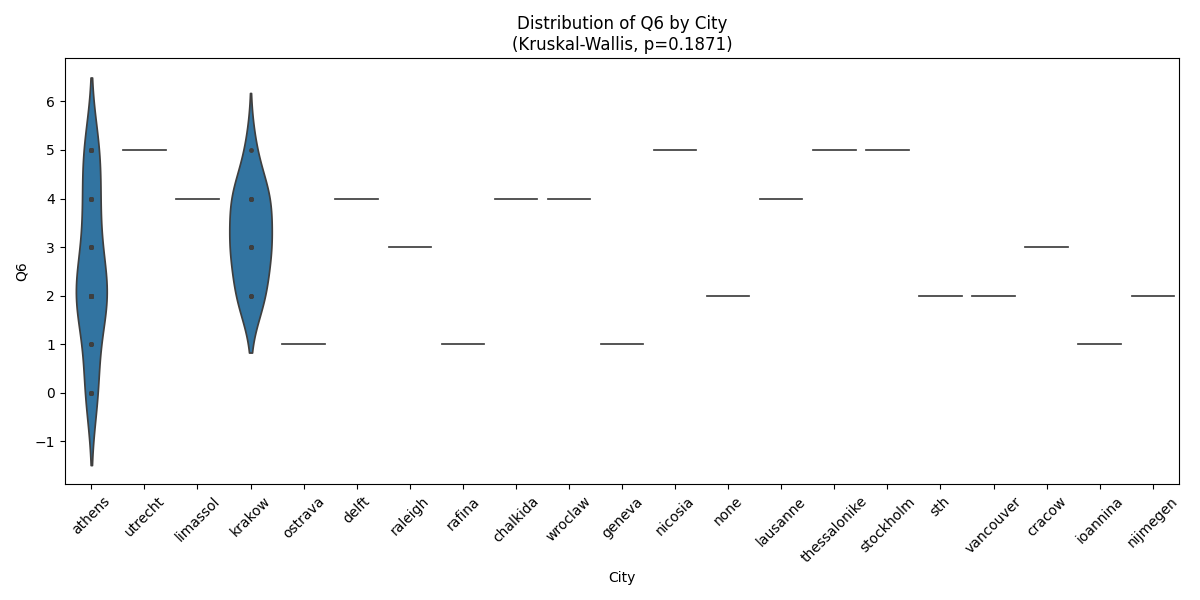 Distribution of Q6 by City
(Kruskal-Wallis, p=0.1871)
Q6
6
5
4
3
2
1
0
−1
athens
utrecht
limassol
krakow
ostrava
delft
raleigh
rafina
chalkida
wroclaw
geneva
nicosia
none
lausanne
thessalonike
stockholm
sth
vancouver
cracow
ioannina
nijmegen
City